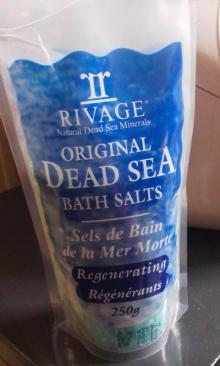 RIVAGE®
Natural Dead Sea Minerals
ORIGINAL
DEAD SEA
BATH SALTS
Sels de Bain
de la Mer Morte
Regenerating
Régénérants
250g